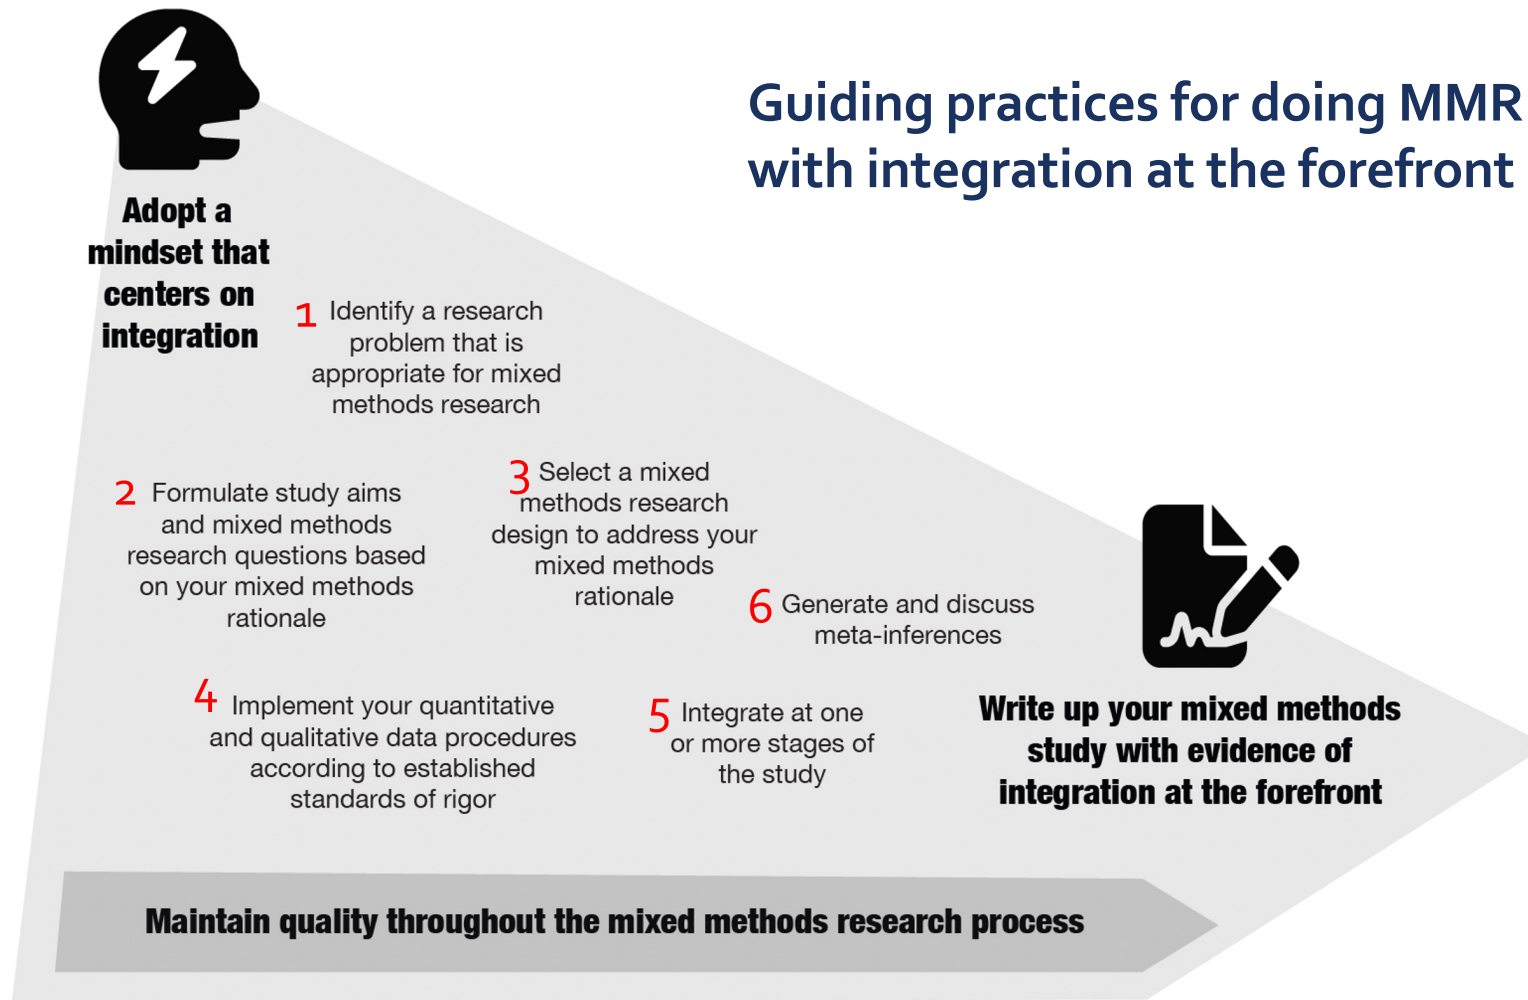 Guiding practices for doing MMR
with integration at the forefront
Adopt a
mindset that
centers on
integration
1 Identify a research
problem that is
appropriate for mixed
methods research
2 Formulate study aims
and mixed methods
research questions based
on your mixed methods
rationale
3 Select a mixed
methods research
design to address your
mixed methods
rationale
4 Implement your quantitative
and qualitative data procedures
according to established
standards of rigor
5 Integrate at one
or more stages of
the study
6 Generate and discuss
meta-inferences
Write up your mixed methods
study with evidence of
integration at the forefront
Maintain quality throughout the mixed methods research process